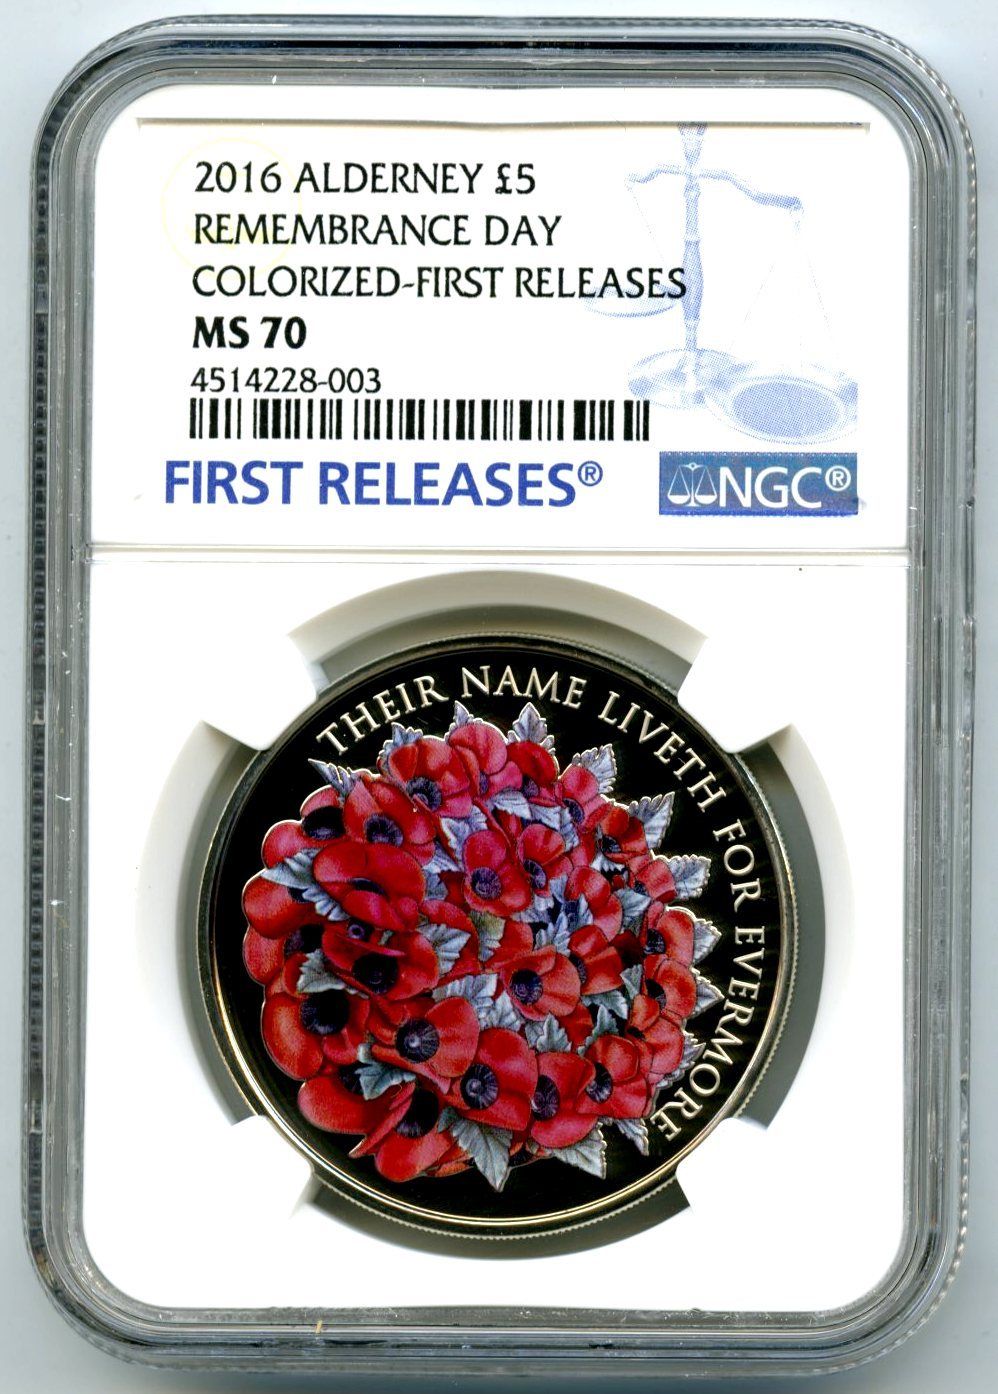 2016 ALDERNEY £5
REMEMBRANCE DAY
COLORIZED-FIRST RELEASES
MS 70
4514228-003
FIRST RELEASES®
NGC®
THEIR NAME LIVETH FOR EVERMORE